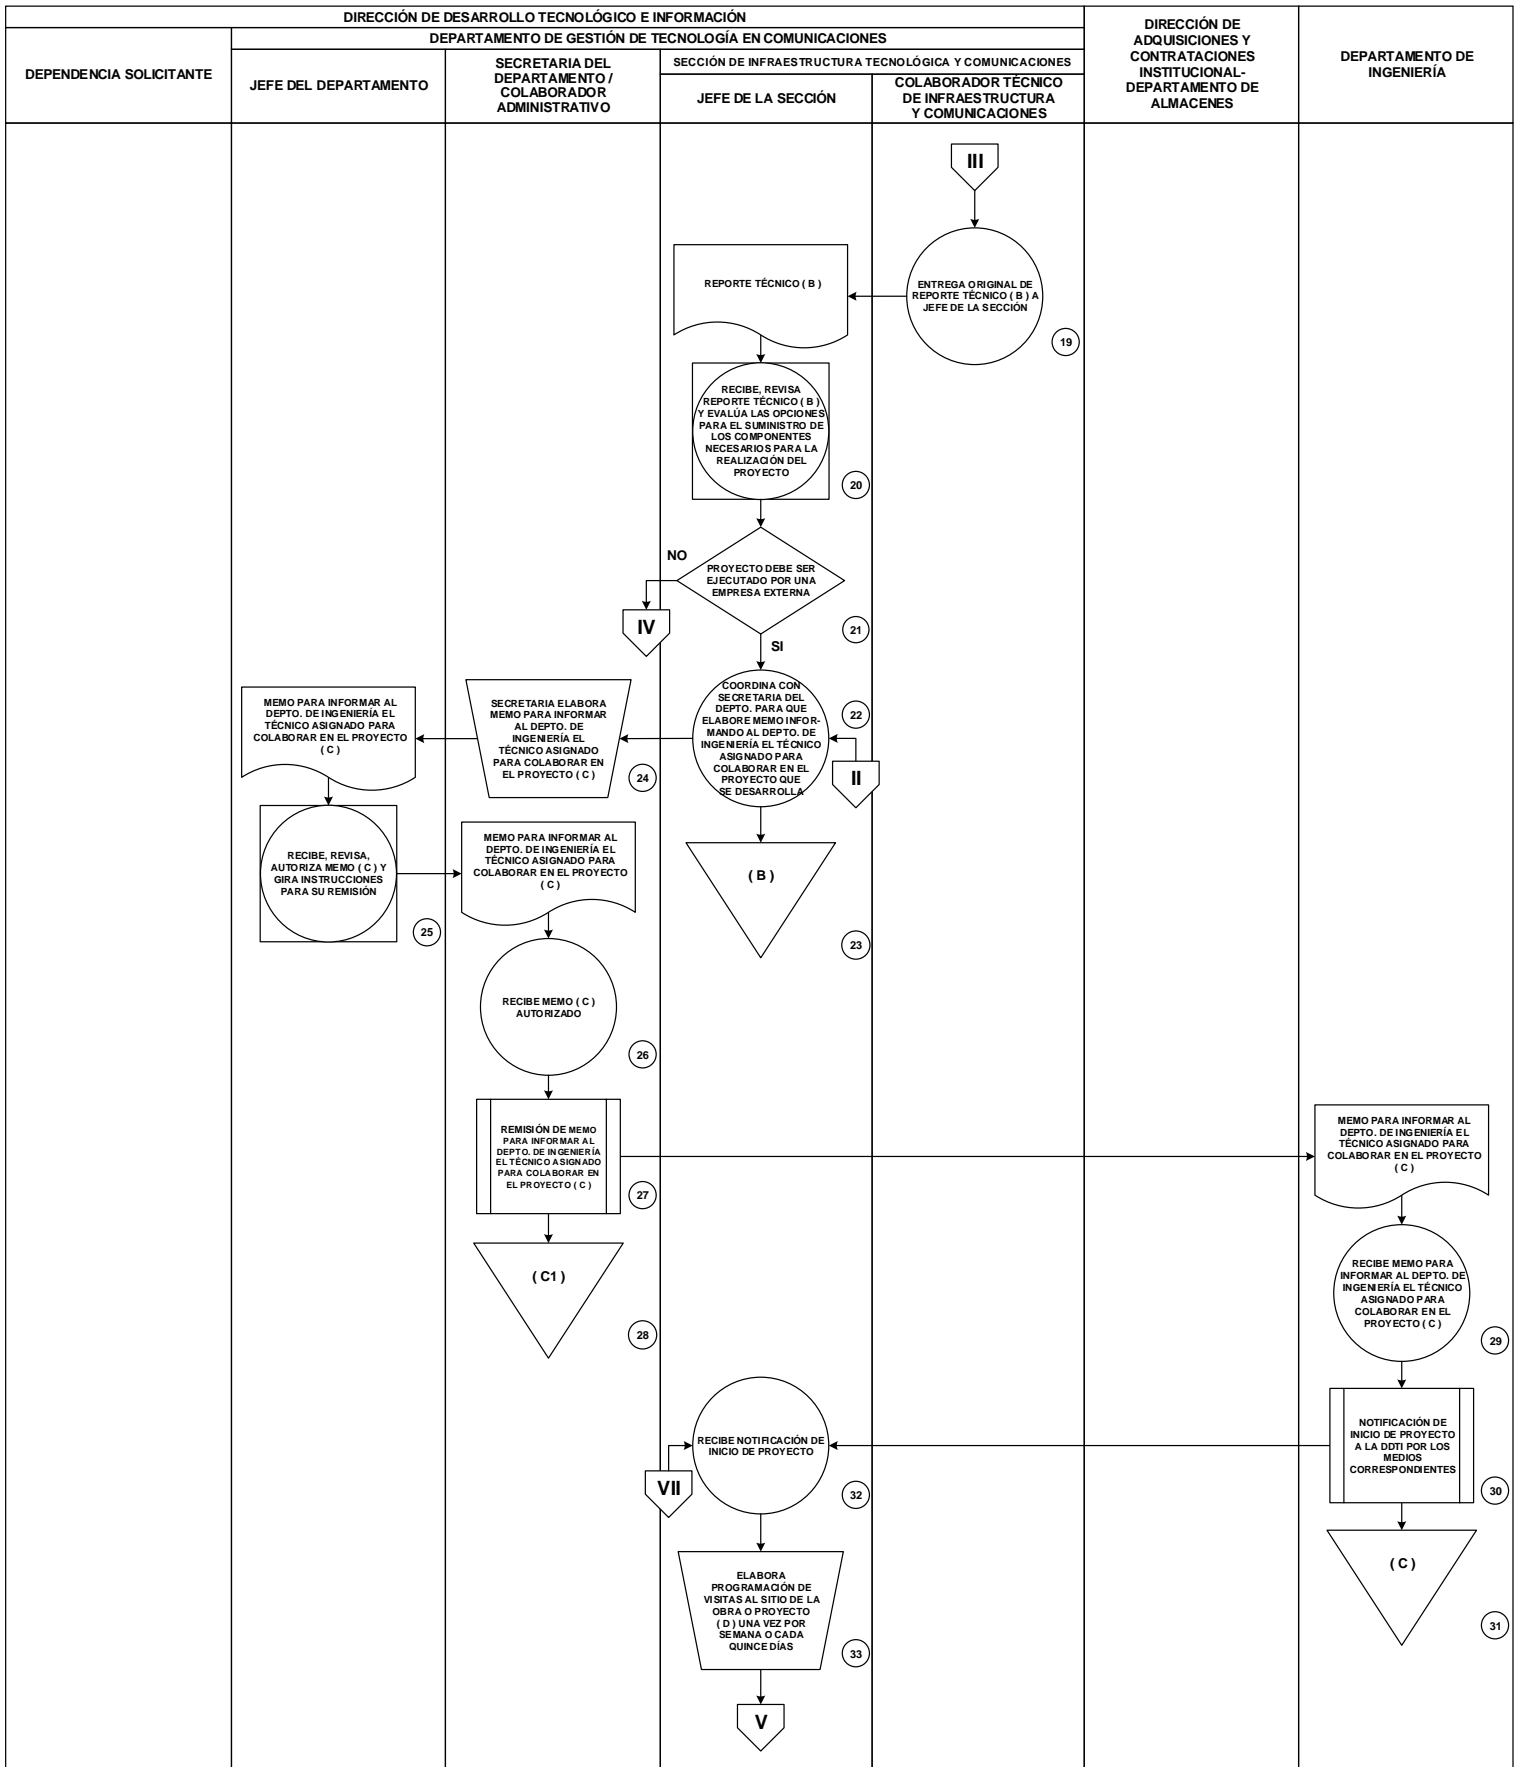 DIRECCIÓN DE DESARROLLO TECNOLÓGICO E INFORMACIÓN
DEPARTAMENTO DE GESTIÓN DE TECNOLOGÍA EN COMUNICACIONES
DEPENDENCIA SOLICITANTE
JEFE DEL DEPARTAMENTO
SECRETARIA DEL
DEPARTAMENTO /
COLABORADOR
ADMINISTRATIVO
SECCIÓN DE INFRAESTRUCTURA TECNOLÓGICA Y COMUNICACIONES
JEFE DE LA SECCIÓN
COLABORADOR TÉCNICO
DE INFRAESTRUCTURA
Y COMUNICACIONES
DIRECCIÓN DE
ADQUISICIONES Y
CONTRATACIONES
INSTITUCIONAL-
DEPARTAMENTO DE
ALMACENES
DEPARTAMENTO DE
INGENIERÍA
III
ENTREGA ORIGINAL DE
REPORTE TÉCNICO ( B ) A
JEFE DE LA SECCIÓN
19
REPORTE TÉCNICO ( B )
RECIBE, REVISA
REPORTE TÉCNICO ( B )
Y EVALÚA LAS OPCIONES
PARA EL SUMINISTRO DE
LOS COMPONENTES
NECESARIOS PARA LA
REALIZACIÓN DEL
PROYECTO
20
NO
PROYECTO DEBE SER
EJECUTADO POR UNA
EMPRESA EXTERNA
IV
21
SI
COORDINA CON
SECRETARIA DEL
DEPTO. PARA QUE
ELABORE MEMO INFOR-
MANDO AL DEPTO. DE
INGENIERÍA EL TÉCNICO
ASIGNADO PARA
COLABORAR EN EL
PROYECTO QUE
SE DESARROLLA
22
II
SECRETARIA ELABORA
MEMO PARA INFORMAR
AL DEPTO. DE
INGENIERÍA EL
TÉCNICO ASIGNADO
PARA COLABORAR EN
EL PROYECTO ( C )
24
MEMO PARA INFORMAR AL
DEPTO. DE INGENIERÍA EL
TÉCNICO ASIGNADO PARA
COLABORAR EN EL PROYECTO
( C )
( B )
23
RECIBE, REVISA,
AUTORIZA MEMO ( C ) Y
GIRA INSTRUCCIONES
PARA SU REMISIÓN
25
MEMO PARA INFORMAR AL
DEPTO. DE INGENIERÍA EL
TÉCNICO ASIGNADO PARA
COLABORAR EN EL PROYECTO
( C )
RECIBE MEMO ( C )
AUTORIZADO
26
REMISIÓN DE MEMO
PARA INFORMAR AL
DEPTO. DE INGENIERÍA
EL TÉCNICO ASIGNADO
PARA COLABORAR EN
EL PROYECTO ( C )
27
( C1 )
28
MEMO PARA INFORMAR AL
DEPTO. DE INGENIERÍA EL
TÉCNICO ASIGNADO PARA
COLABORAR EN EL PROYECTO
( C )
RECIBE MEMO PARA
INFORMAR AL DEPTO. DE
INGENIERÍA EL TÉCNICO
ASIGNADO PARA
COLABORAR EN EL
PROYECTO ( C )
29
NOTIFICACIÓN DE
INICIO DE PROYECTO
A LA DDTI POR LOS
MEDIOS
CORRESPONDIENTES
30
( C )
31
RECIBE NOTIFICACIÓN DE
INICIO DE PROYECTO
VII
32
ELABORA
PROGRAMACIÓN DE
VISITAS AL SITIO DE LA
OBRA O PROYECTO
( D ) UNA VEZ POR
SEMANA O CADA
QUINCE DÍAS
33
V